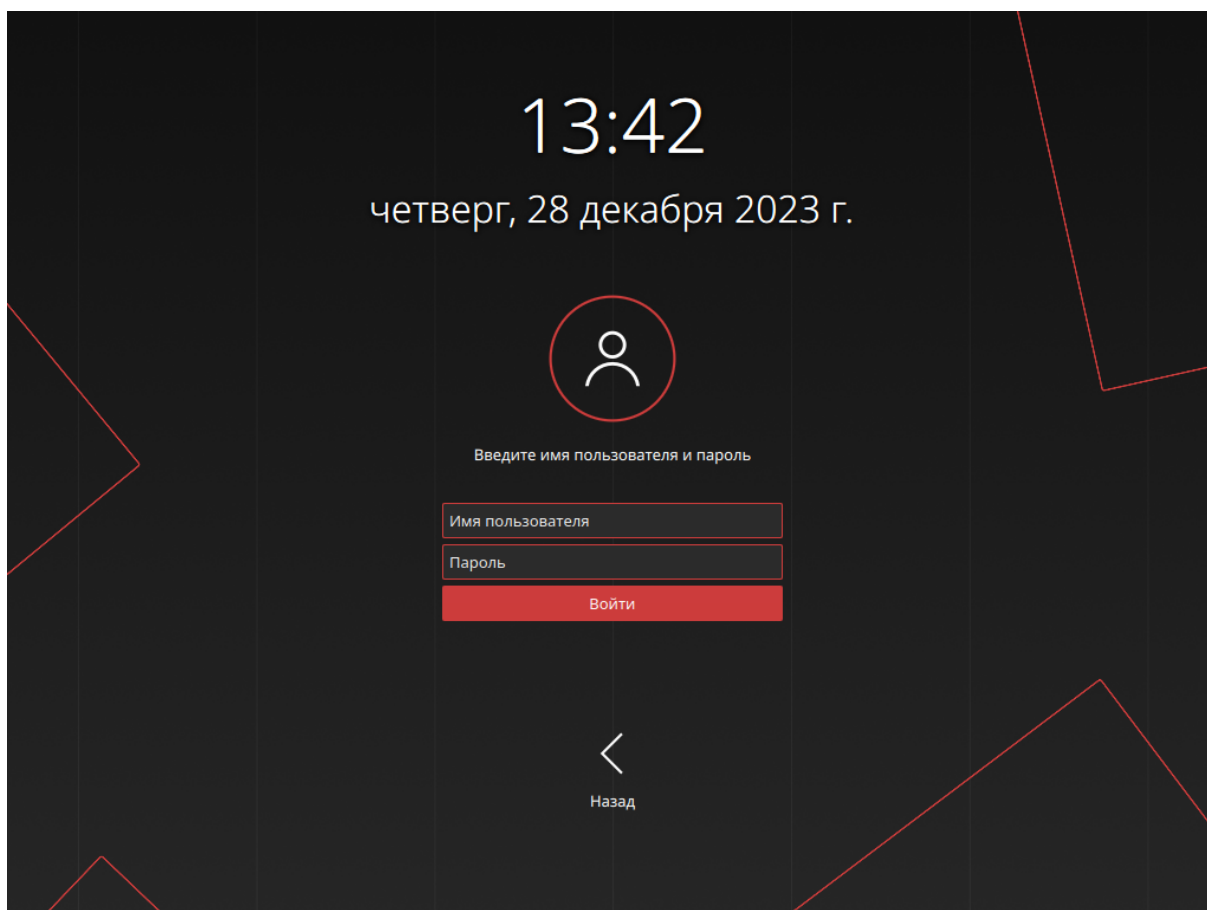 13:42
четверг, 28 декабря 2023 г.
Введите имя пользователя и пароль
Имя пользователя
Пароль
Войти
Назад